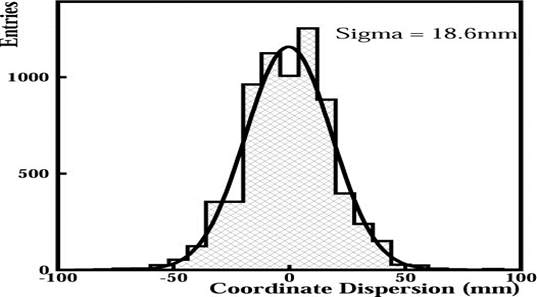 Entries
Sigma = 18.6mm
1000
500
0
-100 -50 0 50 100
Coordinate Dispersion (mm)